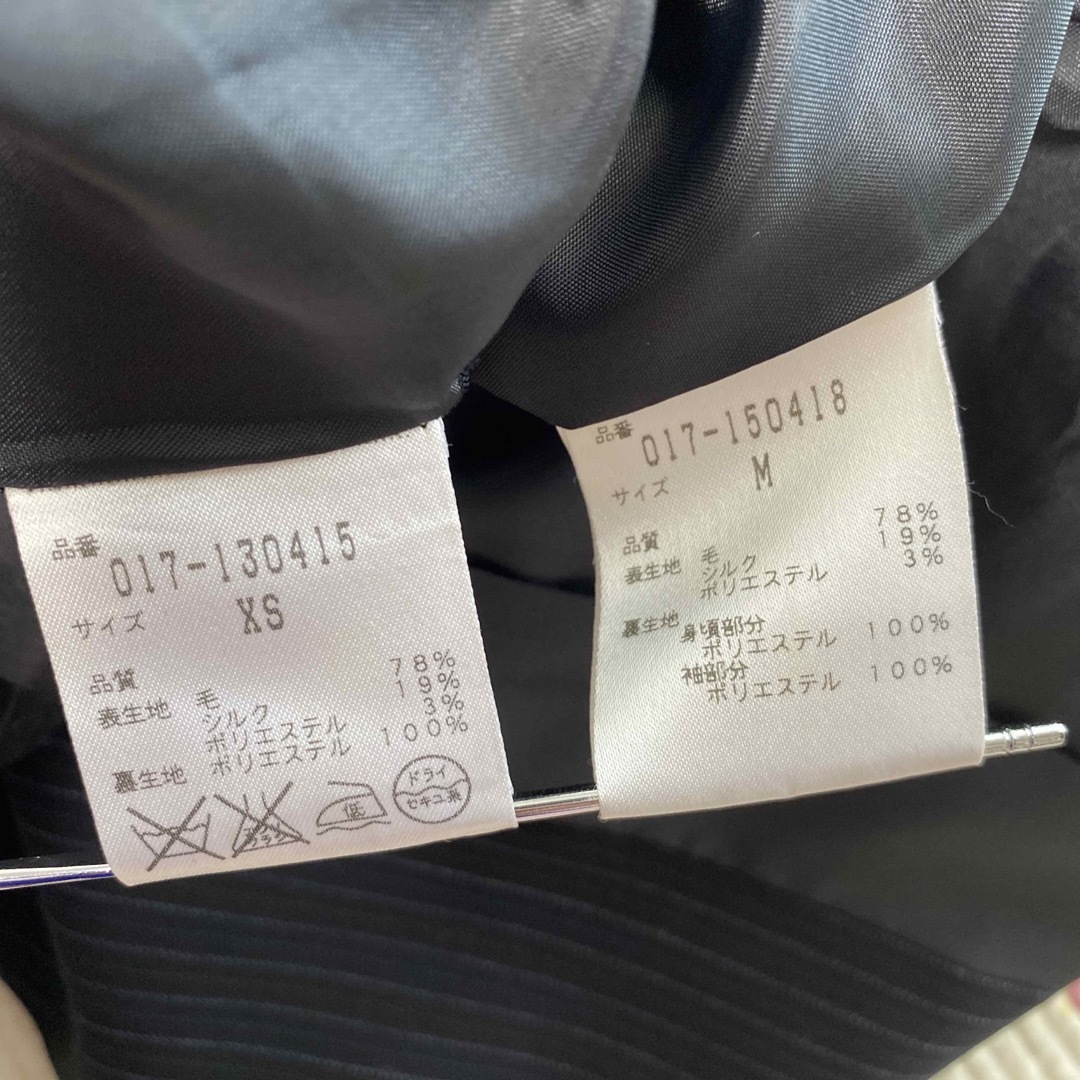 品番
017-130415
サイズ XS
品質
表生地 毛 78%
シルク 19%
ポリエステル 3%
裏生地 ポリエステル 100%
低
ドライ
セキユ系
品番 017-150418
サイズ M
品質
表生地 毛 78%
シルク 19%
ポリエステル 3%
裏生地 身頃部分
ポリエステル 100%
袖部分
ポリエステル 100%